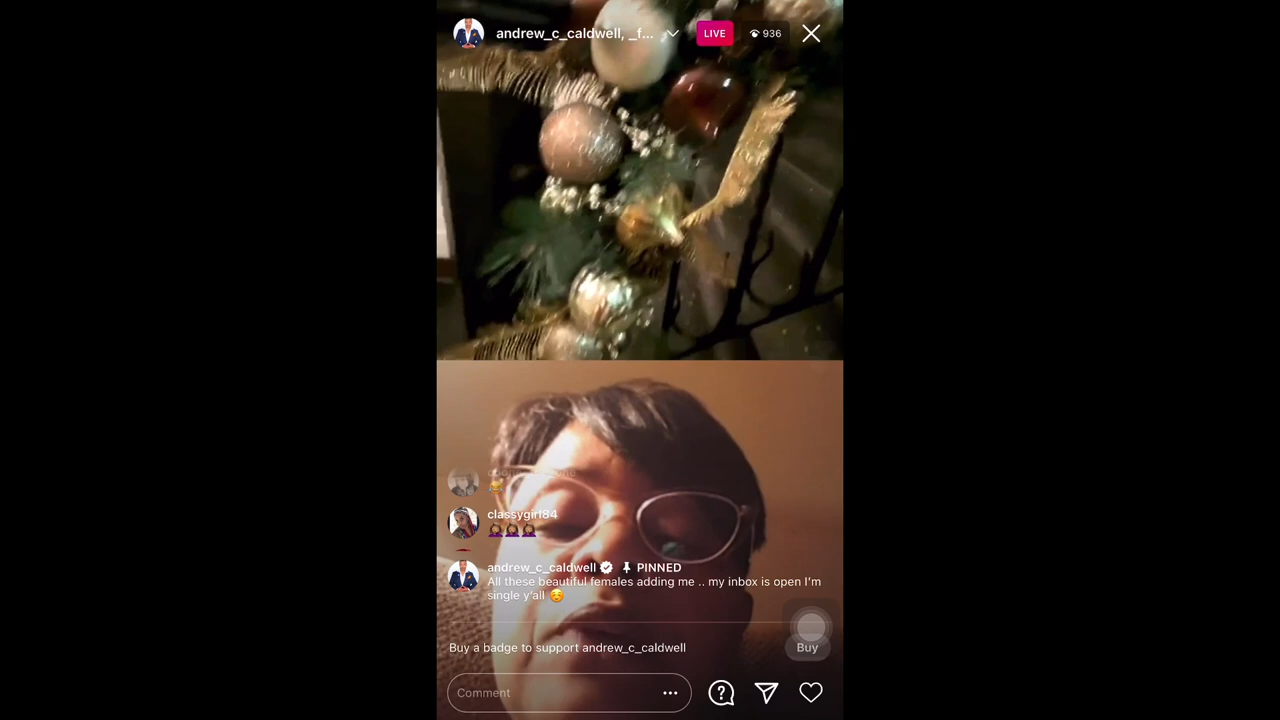 andrew_c_caldwell, _f...
LIVE
936
classygirl84
andrew_c_caldwell PINNED
All these beautiful females adding me .. my inbox is open I'm
single y'all
Buy a badge to support andrew_c_caldwell
Buy
Comment